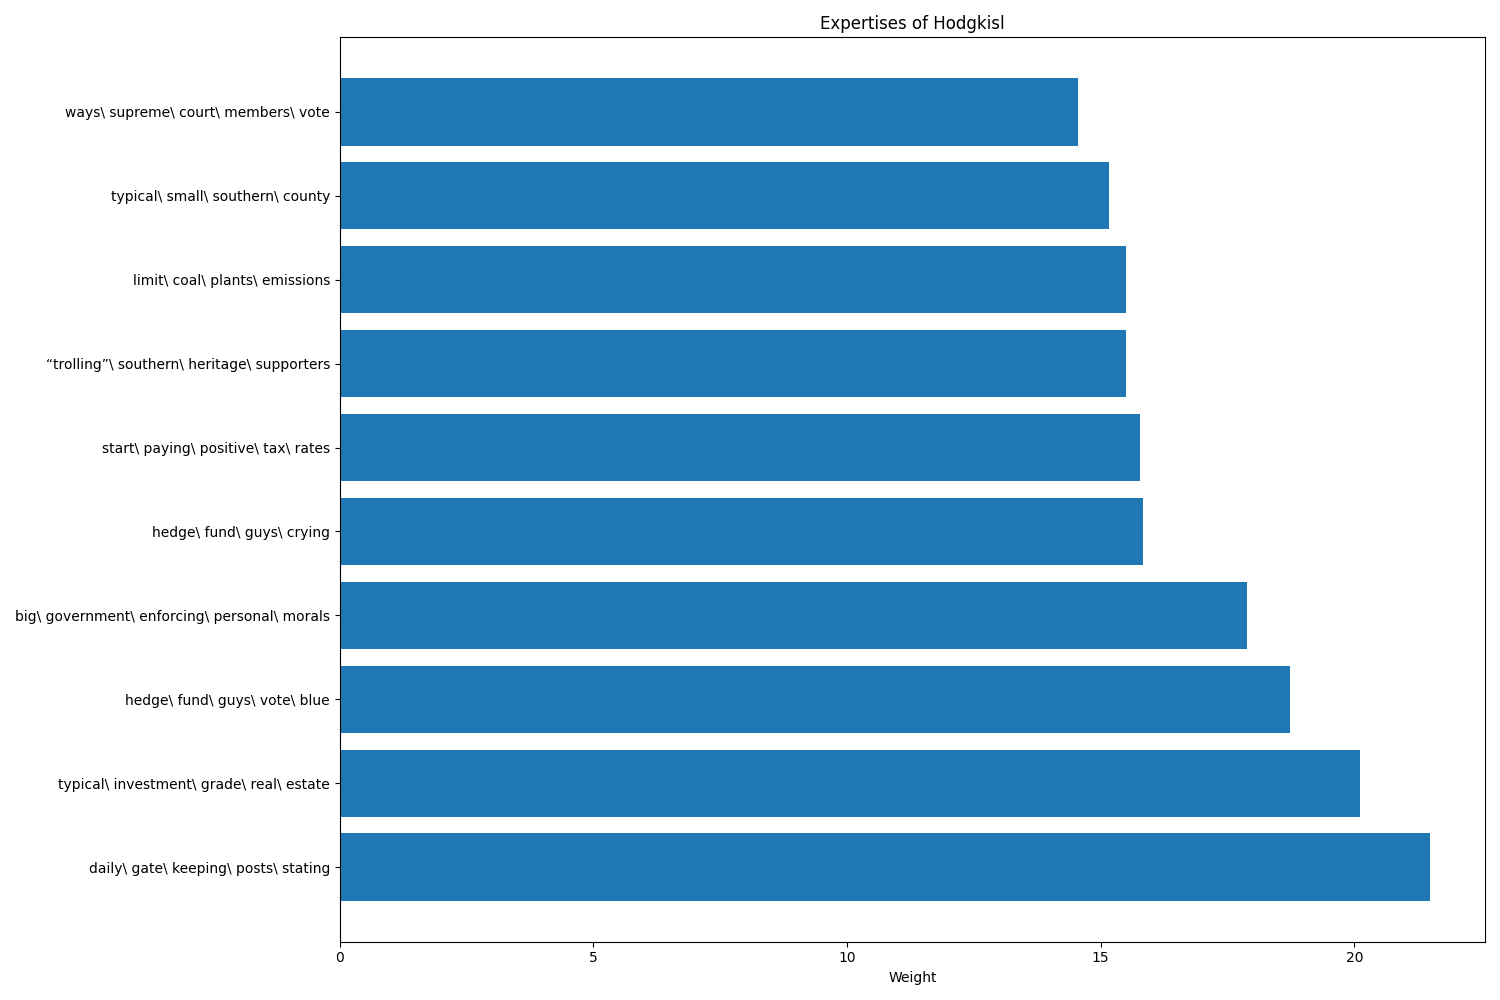 Expertises of Hodgkisl
ways\ supreme\ court\ members\ vote
typical\ small\ southern\ county
limit\ coal\ plants\ emissions
“trolling”\ southern\ heritage\ supporters
start\ paying\ positive\ tax\ rates
hedge\ fund\ guys\ crying
big\ government\ enforcing\ personal\ morals
hedge\ fund\ guys\ vote\ blue
typical\ investment\ grade\ real\ estate
daily\ gate\ keeping\ posts\ stating
0 5 10 15 20
Weight